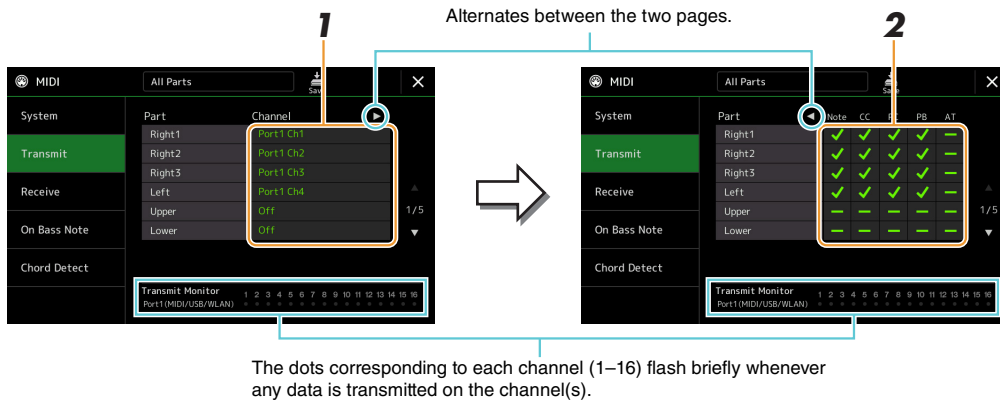 Alternates between the two pages.
1
2
MIDI
All Parts
Save
System
Transmit
Receive
On Bass Note
Chord Detect
Part Channel
Right1 Port1 Ch1
Right2 Port1 Ch2
Right3 Port1 Ch3
Left Port1 Ch4
Upper Off
Lower Off
1/5
Transmit Monitor
Port1(MIDI/USB/WLAN)
1 2 3 4 5 6 7 8 9 10 11 12 13 14 15 16
MIDI
All Parts
Save
System
Transmit
Receive
On Bass Note
Chord Detect
Part Note CC PC PB AT
Right1
Right2
Right3
Left
Upper
Lower
1/5
Transmit Monitor
Port1(MIDI/USB/WLAN)
1 2 3 4 5 6 7 8 9 10 11 12 13 14 15 16
The dots corresponding to each channel (1–16) flash briefly whenever
any data is transmitted on the channel(s).